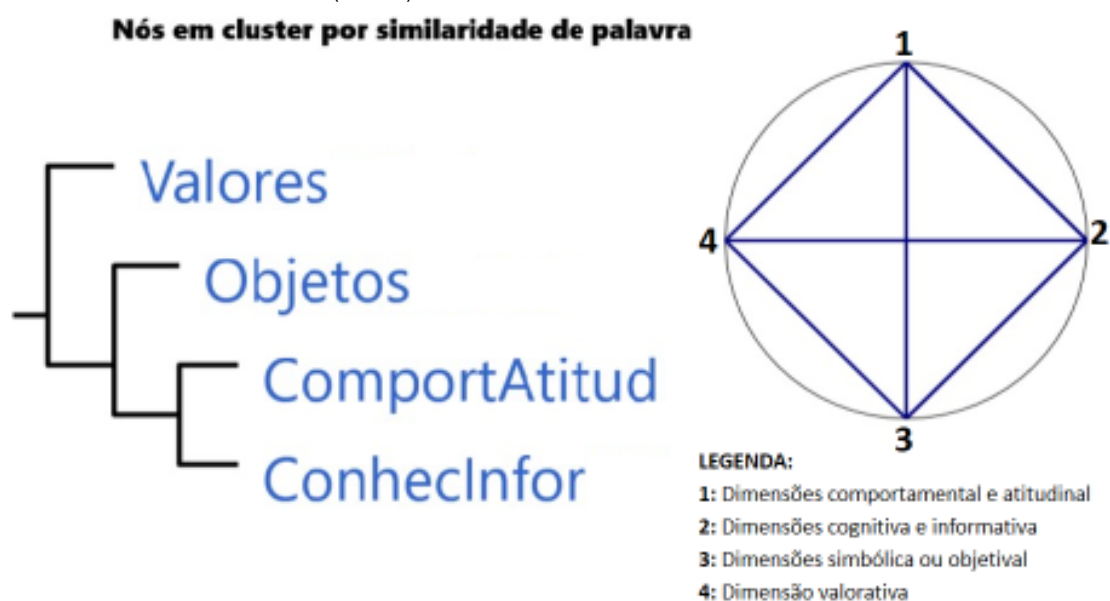 Nós em cluster por similaridade de palavra
Valores
Objetos
ComportAtitud
ConhecInfor
1
2
3
4
LEGENDA:
1: Dimensões comportamental e atitudinal
2: Dimensões cognitiva e informativa
3: Dimensões simbólica ou objetival
4: Dimensão valorativa